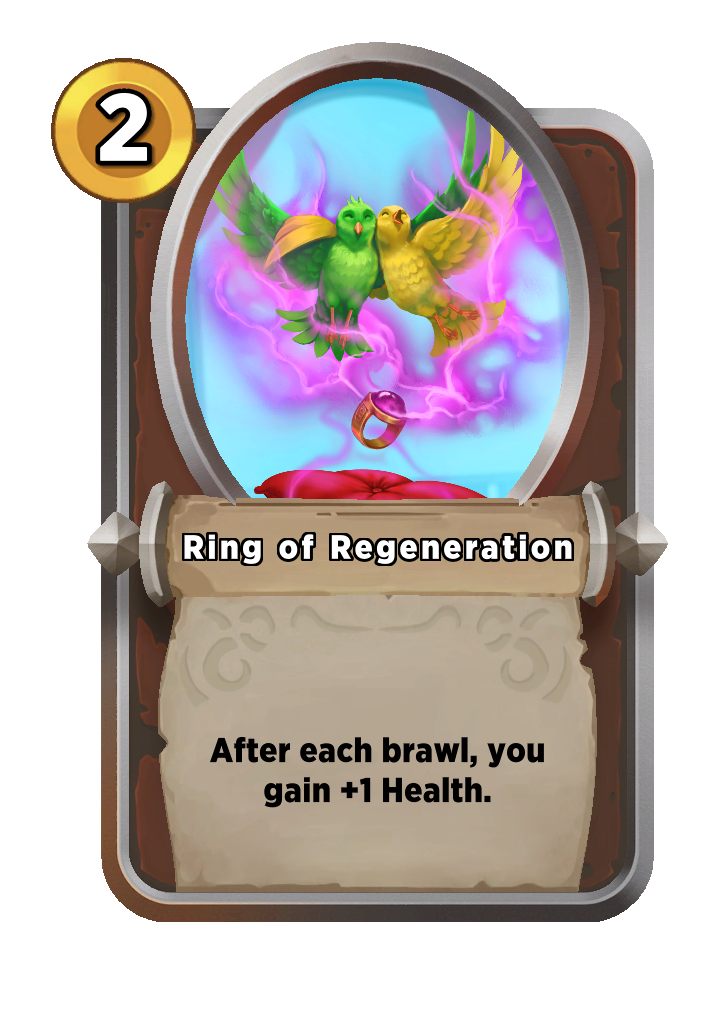 2
Ring of Regeneration
After each brawl, you
gain +1 Health.